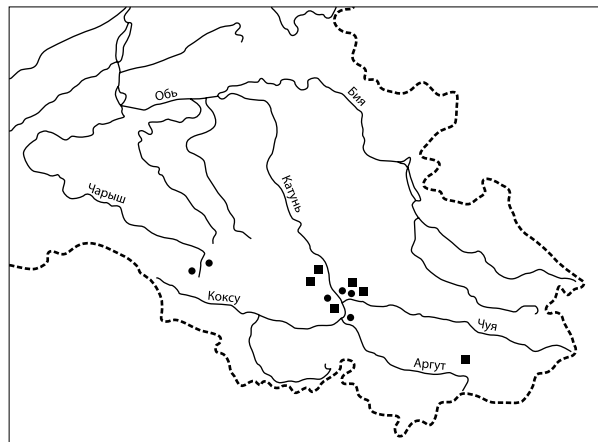 Обь
Бия
Чарыш
Катунь
Коксу
Чуя
Аргут